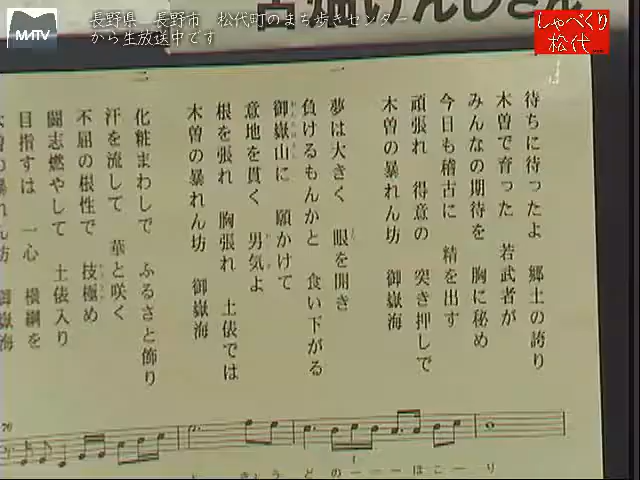 M-TV
長野県　長野市　松代町のまち歩きセンター
から生放送中です
しゃべくり
松代
待ちに待ったよ　郷土の誇り
木曽で育った　若武者が
みんなの期待を　胸に秘め
今日も稽古に　精を出す
頑張れ　得意の　突き押しで
木曽の暴れん坊　御嶽海
一
夢は大きく　眼を開き
負けるもんかと　食い下がる
御嶽山に　願かけて
意地を貫く　男気よ
根を張れ　胸張れ　土俵では
木曽の暴れん坊　御嶽海
二
化粧まわしで　ふるさと飾り
汗を流して　華と咲く
不屈の根性で　技極め
闘志燃やして　土俵入り
目指すは　一心　横綱を